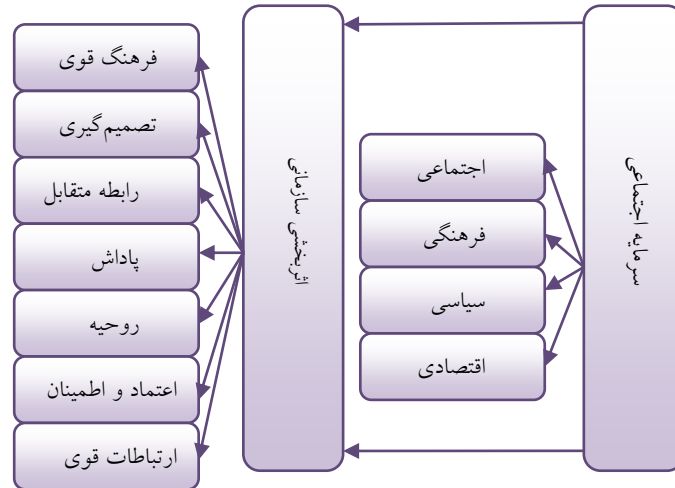 سرمایه اجتماعی
اجتماعی
فرهنگی
سیاسی
اقتصادی
اثربخشی سازمانی
فرهنگ قوی
تصمیم‌گیری
رابطه متقابل
پاداش
روحیه
اعتماد و اطمینان
ارتباطات قوی